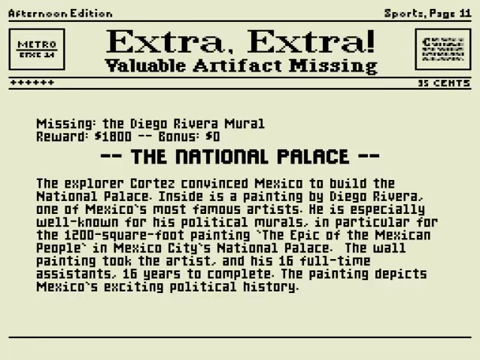 Afternoon Edition
Sports, Page 11
METRO
Extra, Extra!
Valuable Artifact Missing
++++++
35 CENTS
Missing: the Diego Rivera Mural
Reward: $1800 -- Bonus: $0
-- THE NATIONAL PALACE --
The explorer Cortez convinced Mexico to build the
National Palace. Inside is a painting by Diego Rivera,
one of Mexico`s most famous artists. He is especially
well-known for his political murals, in particular for
the 1200-square-foot painting `The Epic of the Mexican
People` in Mexico City`s National Palace.  The wall
painting took the artist, and his 16 full-time
assistants, 16 years to complete. The painting depicts
Mexico`s exciting political history.